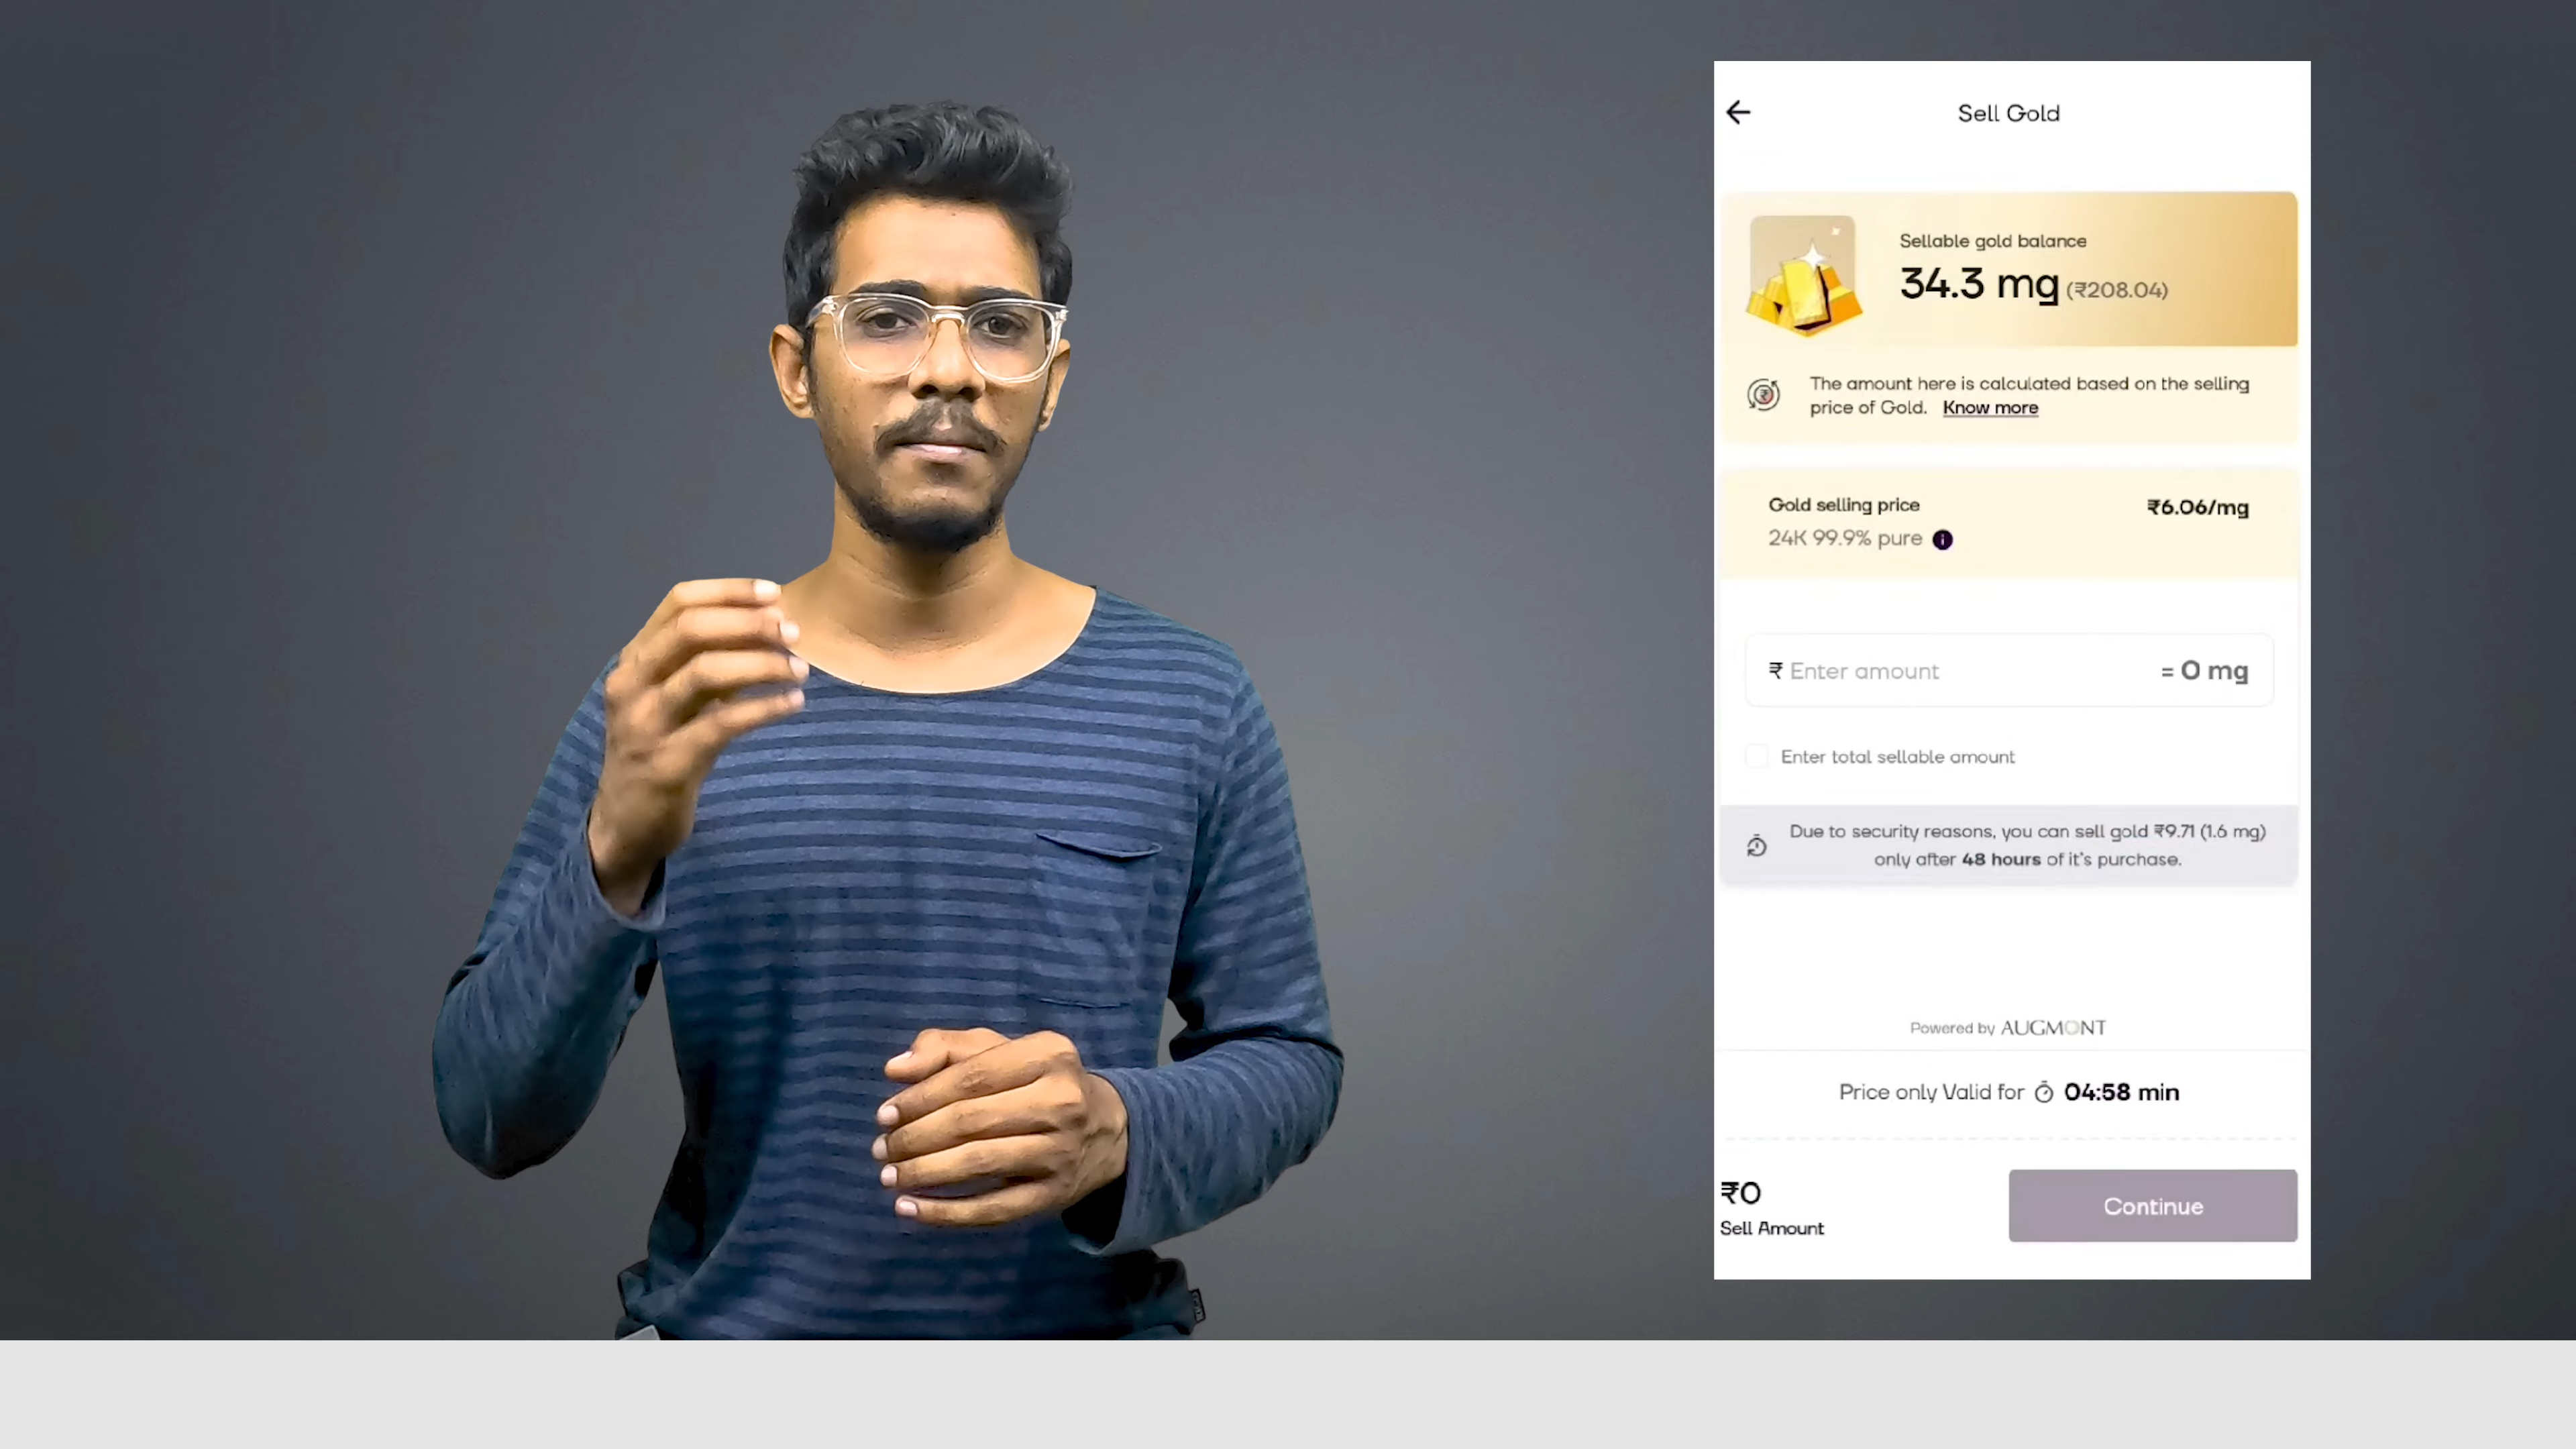 Sell Gold
Sellable gold balance
34.3 mg (₹208.04)
The amount here is calculated based on the selling
price of Gold. Know more
Gold selling price ₹6.06/mg
24K 99.9% pure
₹ Enter amount = 0 mg
Enter total sellable amount
Due to security reasons, you can sell gold ₹9.71 (1.6 mg)
only after 48 hours of it's purchase.
Powered by AUGMONT
Price only Valid for 04:58 min
₹0
Sell Amount
Continue